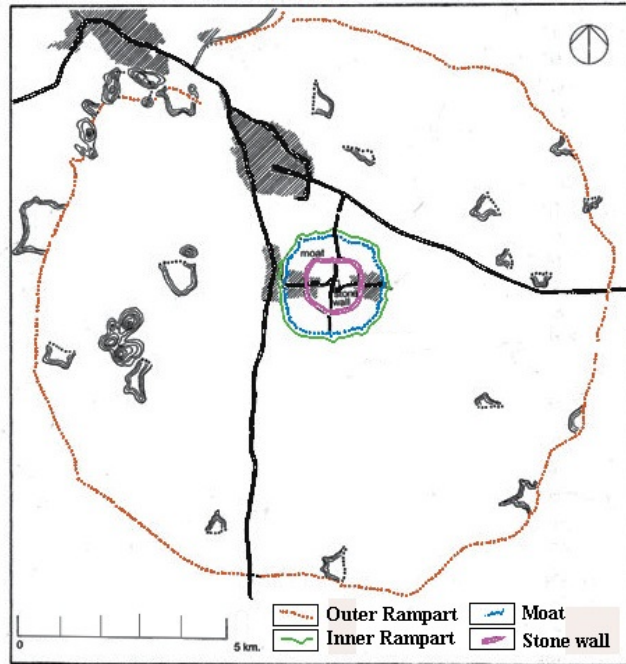 moat
stone
wall
0
5 km.
Outer Rampart
Inner Rampart
Moat
Stone wall